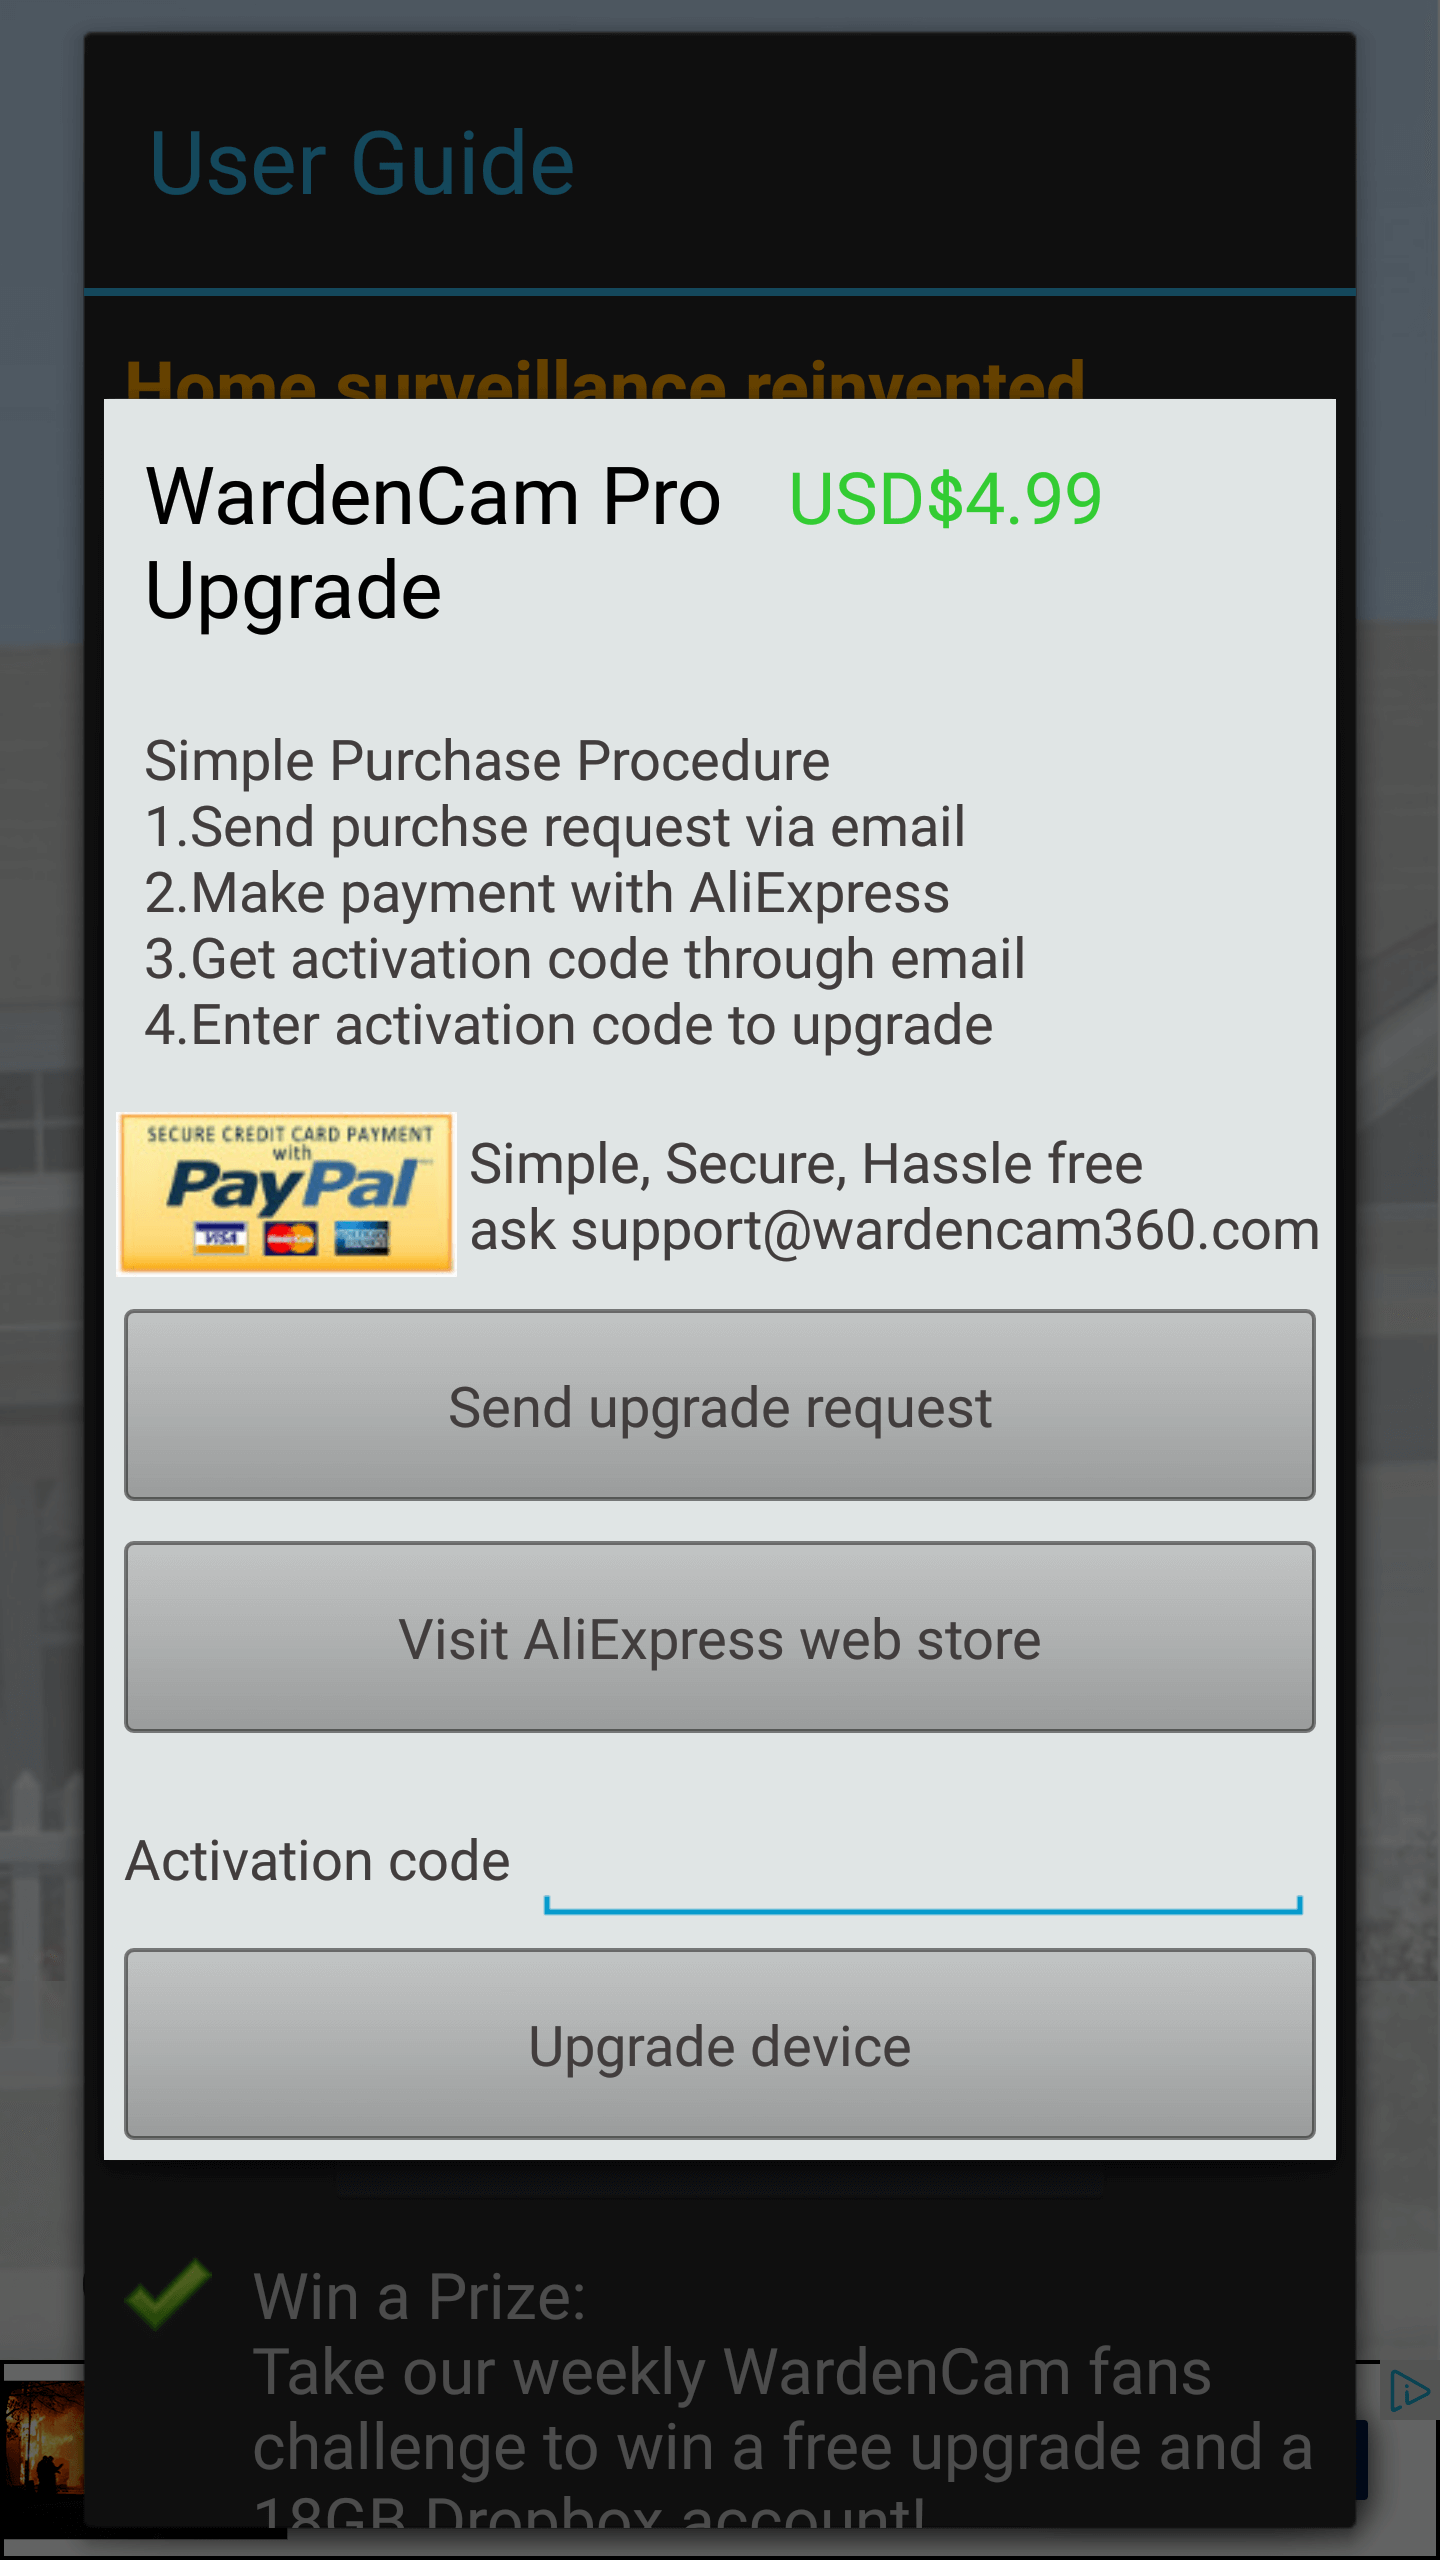 User Guide
Home surveillance reinvented
WardenCam Pro USD$4.99
Upgrade
Simple Purchase Procedure
1.Send purchse request via email
2.Make payment with AliExpress
3.Get activation code through email
4.Enter activation code to upgrade
SECURE CREDIT CARD PAYMENT
with
PayPal
VISA MasterCard
Simple, Secure, Hassle free
ask support@wardencam360.com
Send upgrade request
Visit AliExpress web store
Activation code
Upgrade device
Win a Prize:
Take our weekly WardenCam fans
challenge to win a free upgrade and a
18GB Dropbox account!